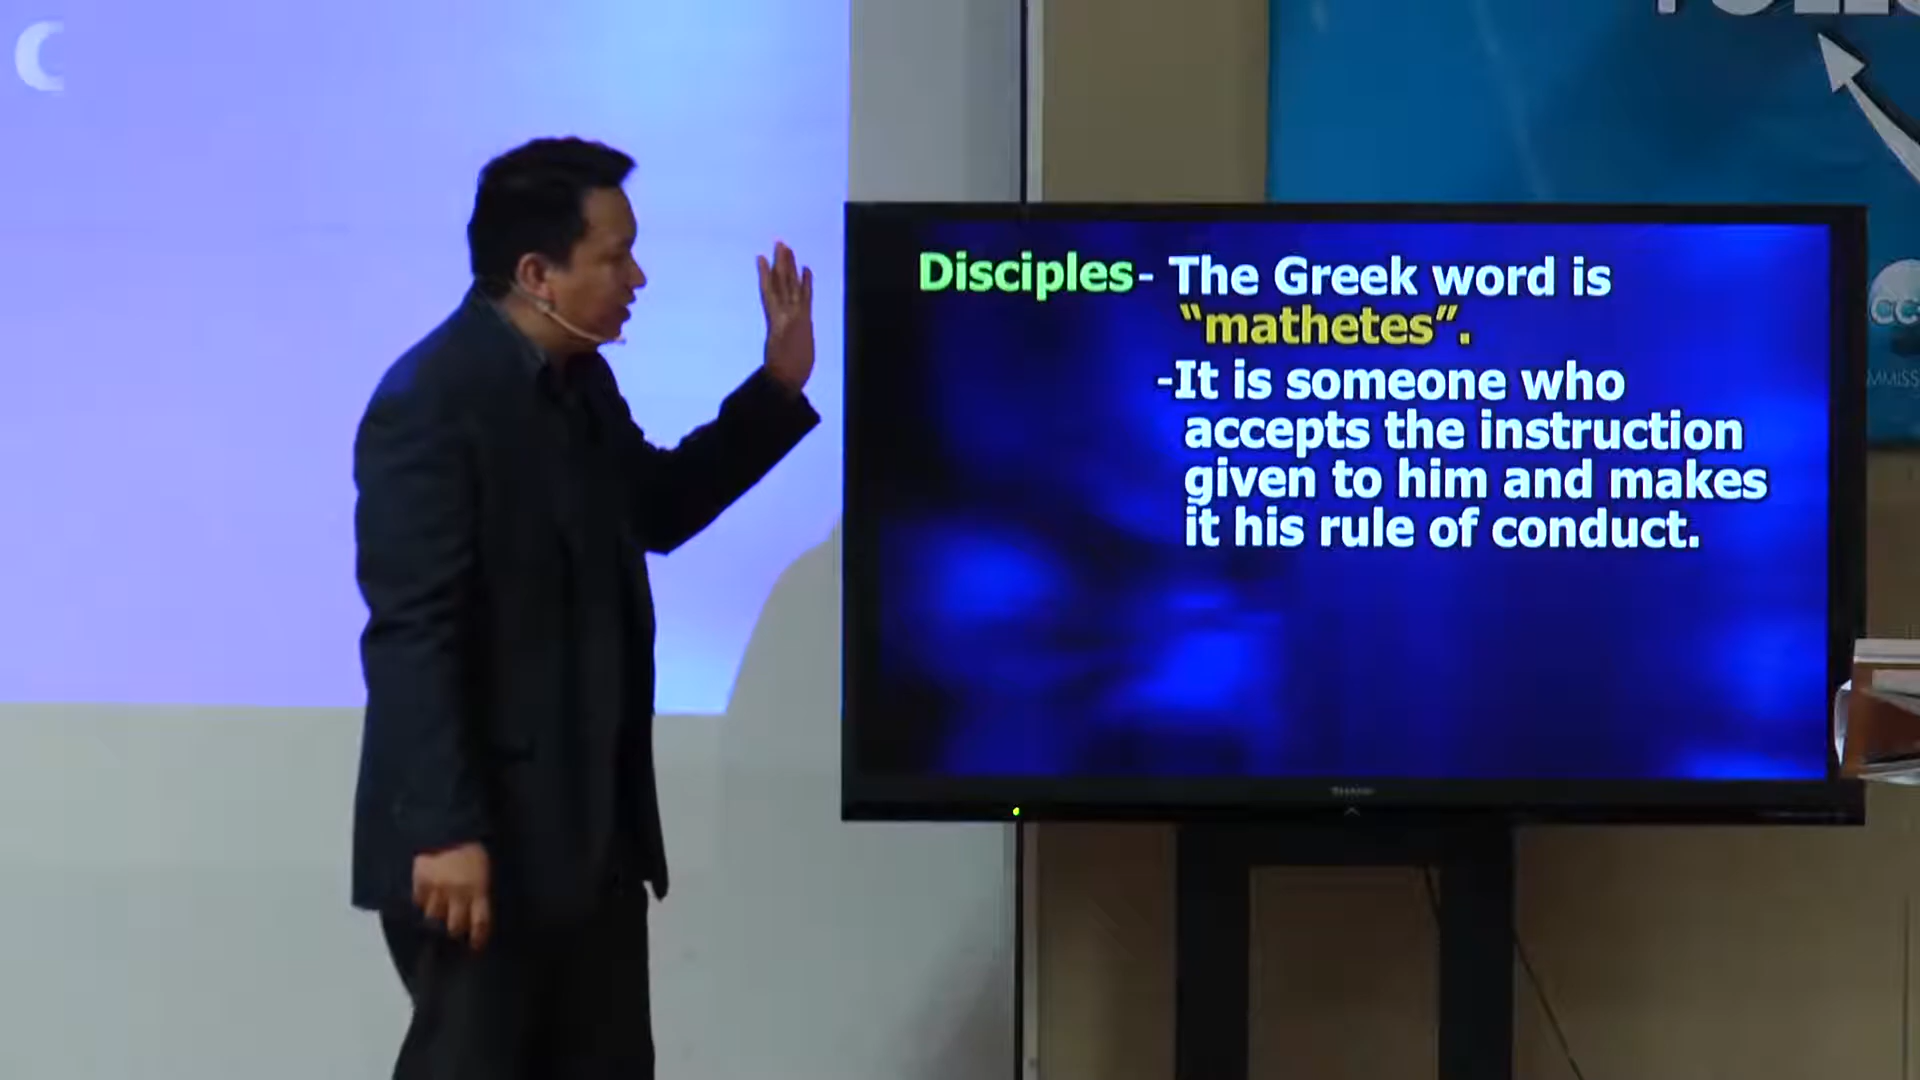 Disciples- The Greek word is
“mathetes”.
-It is someone who
accepts the instruction
given to him and makes
it his rule of conduct.